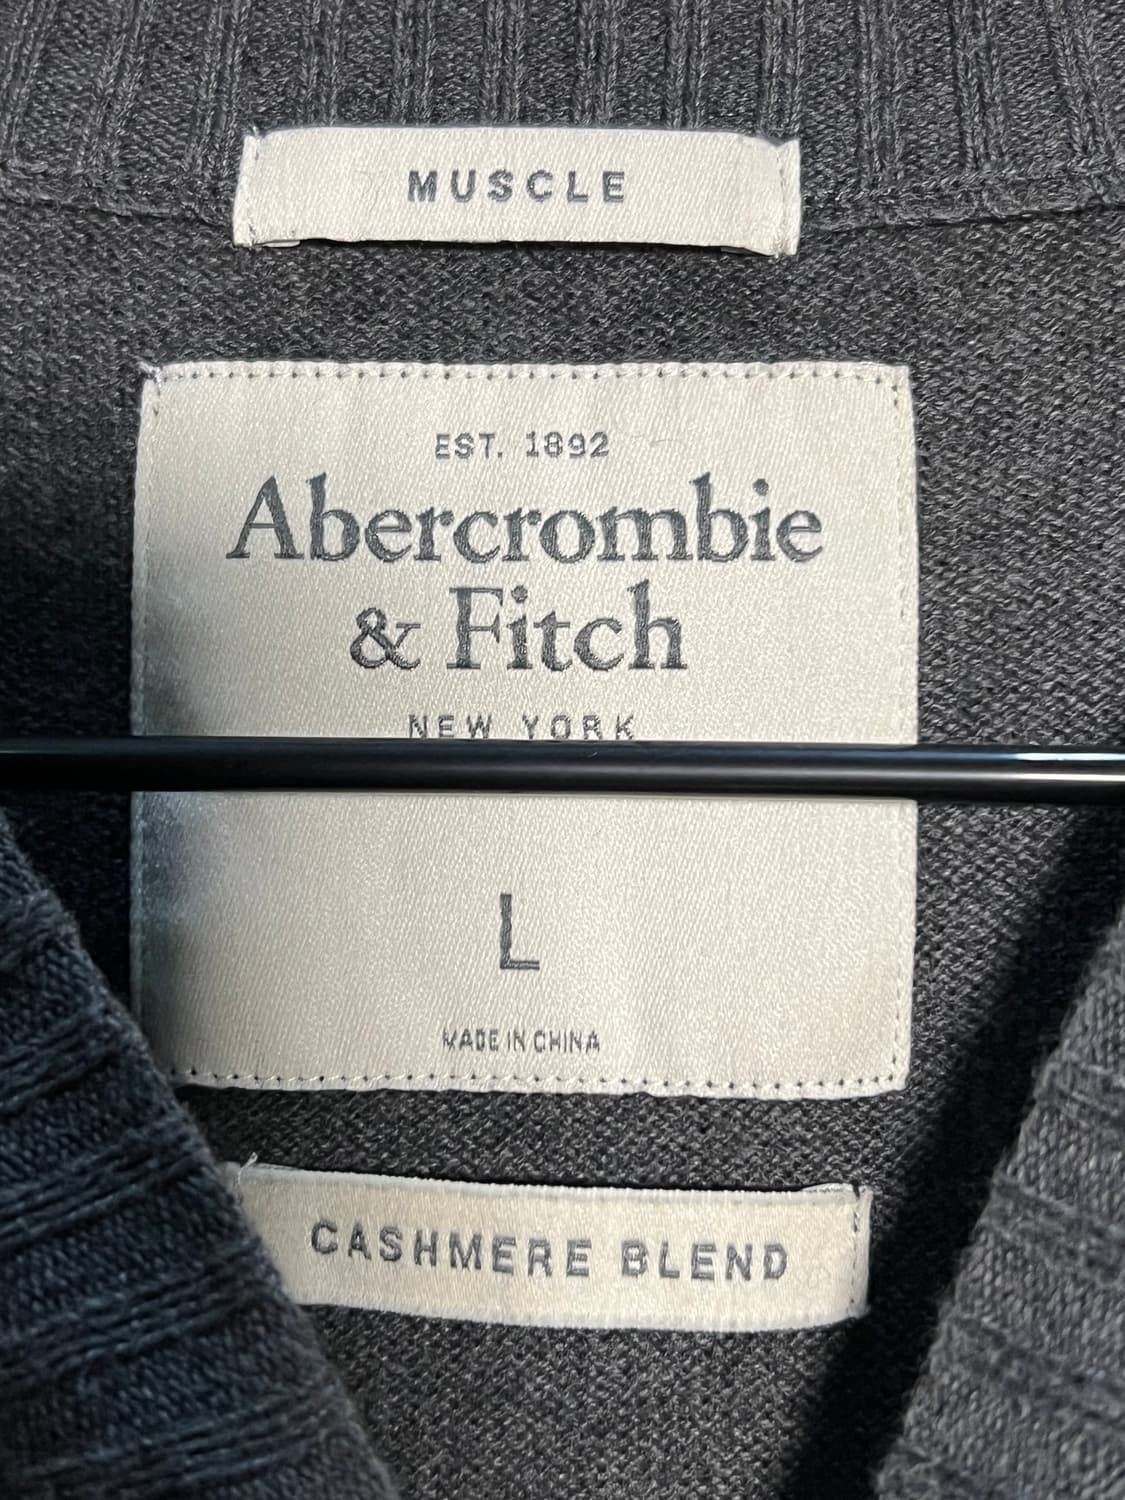 MUSCLE
EST. 1892
Abercrombie
& Fitch
NEW YORK
L
MADE IN CHINA
CASHMERE BLEND